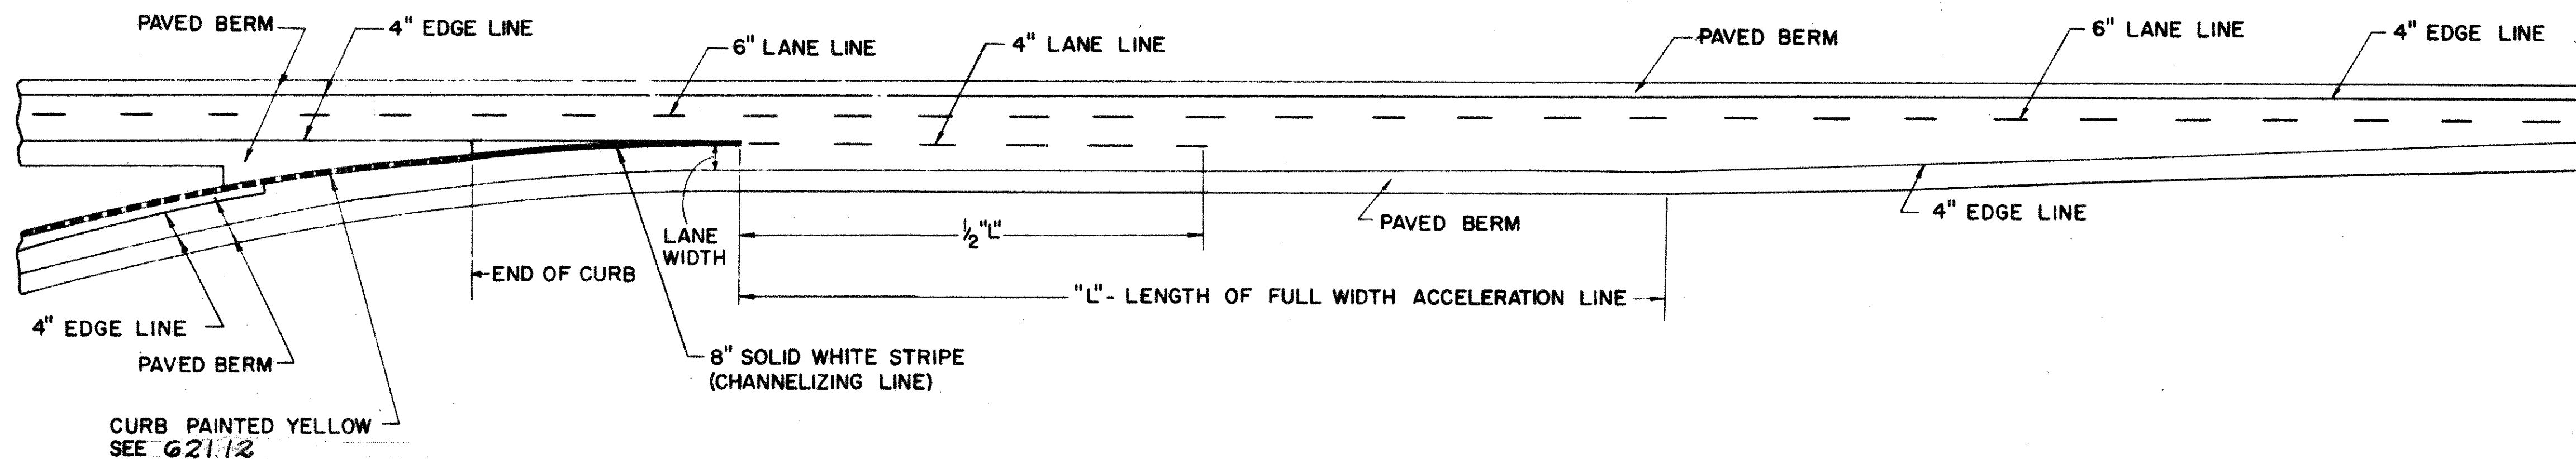 PAVED BERM
4" EDGE LINE
6" LANE LINE
4" LANE LINE
PAVED BERM
6" LANE LINE
4" EDGE LINE
LANE
WIDTH
½ "L"
PAVED BERM
4" EDGE LINE
END OF CURB
"L" - LENGTH OF FULL WIDTH ACCELERATION LINE
4" EDGE LINE
PAVED BERM
8" SOLID WHITE STRIPE
(CHANNELIZING LINE)
CURB PAINTED YELLOW
SEE 621.12